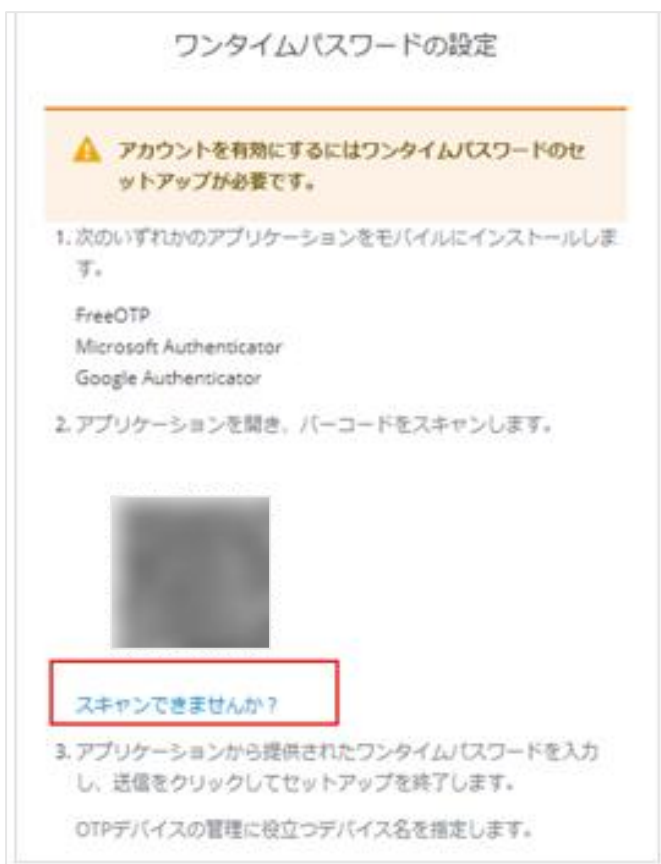 ワンタイムパスワードの設定
アカウントを有効にするにはワンタイムパスワードのセ
ットアップが必要です。
1. 次のいずれかのアプリケーションをモバイルにインストールしま
す。
FreeOTP
Microsoft Authenticator
Google Authenticator
2. アプリケーションを開き、バーコードをスキャンします。
スキャンできませんか？
3. アプリケーションから提供されたワンタイムパスワードを入力
し、送信をクリックしてセットアップを終了します。
OTPデバイスの管理に役立つデバイス名を指定します。